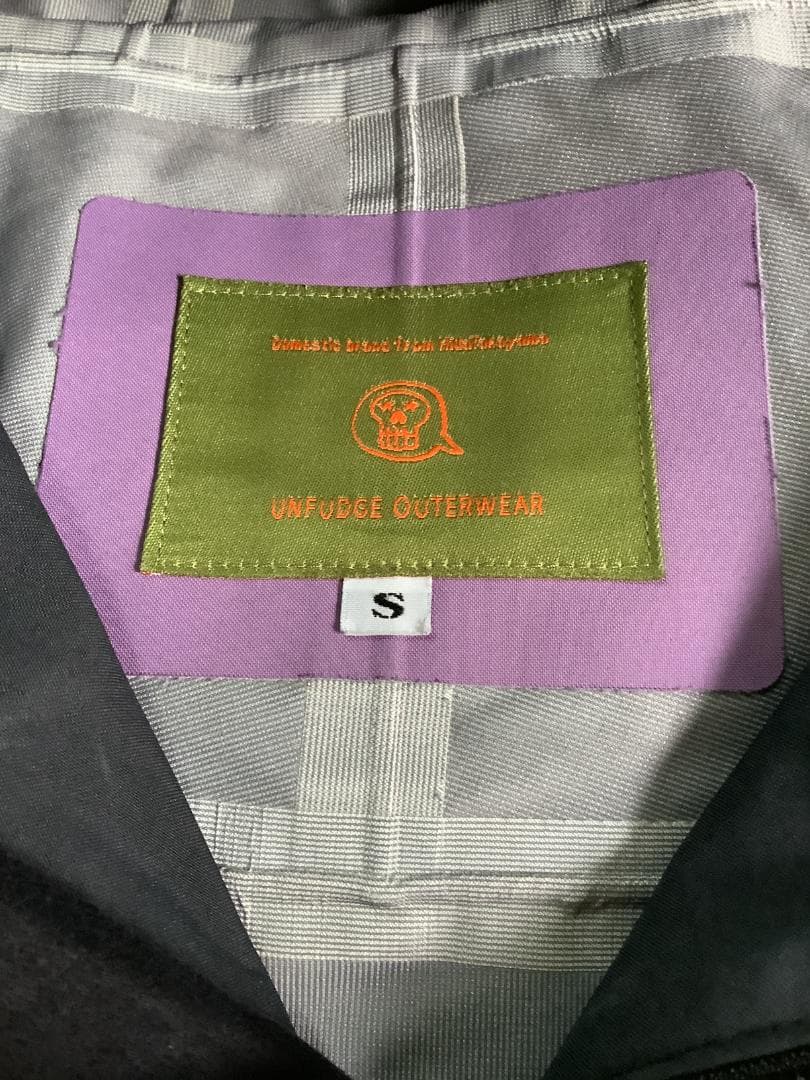 Domestic brand from
UNFUDGE OUTERWEAR
S